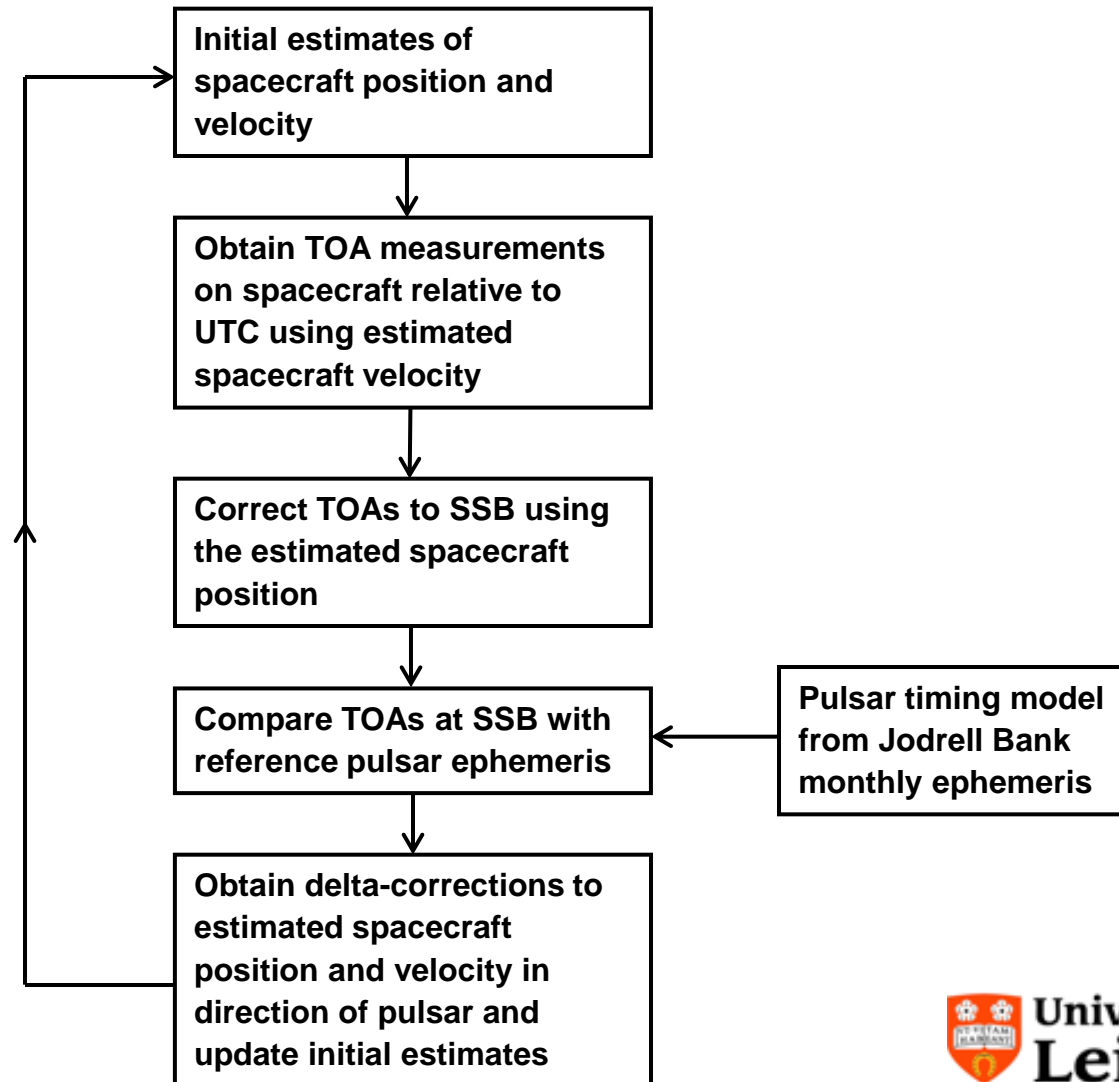 Initial estimates of
spacecraft position and
velocity
Obtain TOA measurements
on spacecraft relative to
UTC using estimated
spacecraft velocity
Correct TOAs to SSB using
the estimated spacecraft
position
Compare TOAs at SSB with
reference pulsar ephemeris
Pulsar timing model
from Jodrell Bank
monthly ephemeris
Obtain delta-corrections to
estimated spacecraft
position and velocity in
direction of pulsar and
update initial estimates